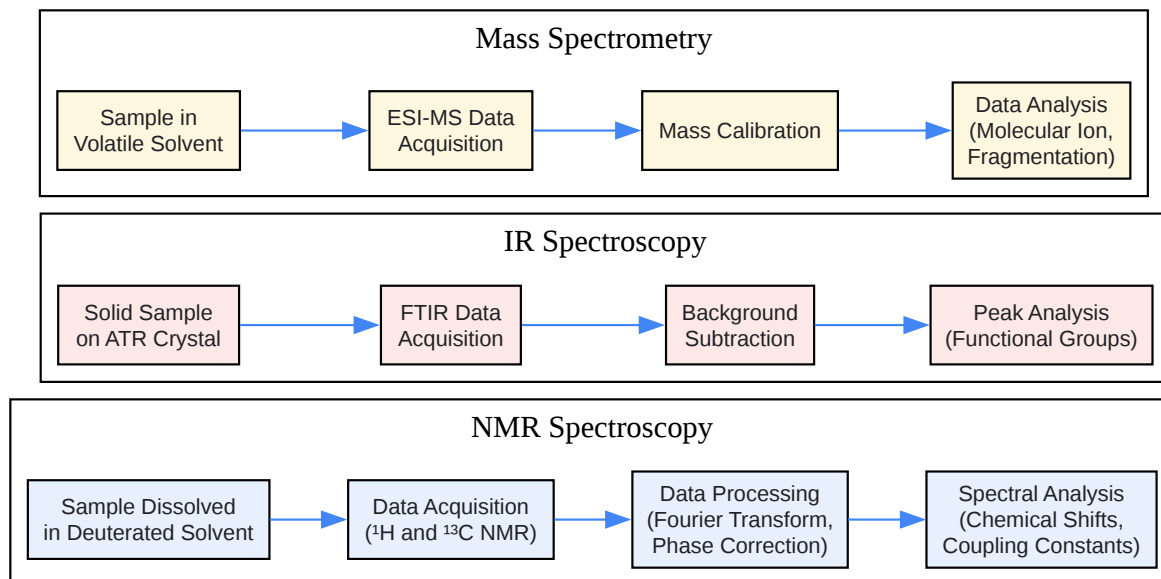 Mass Spectrometry
Sample in
Volatile Solvent
ESI-MS Data
Acquisition
Mass Calibration
Data Analysis
(Molecular Ion,
Fragmentation)
IR Spectroscopy
Solid Sample
on ATR Crystal
FTIR Data
Acquisition
Background
Subtraction
Peak Analysis
(Functional Groups)
NMR Spectroscopy
Sample Dissolved
in Deuterated Solvent
Data Acquisition
(¹H and ¹³C NMR)
Data Processing
(Fourier Transform,
Phase Correction)
Spectral Analysis
(Chemical Shifts,
Coupling Constants)